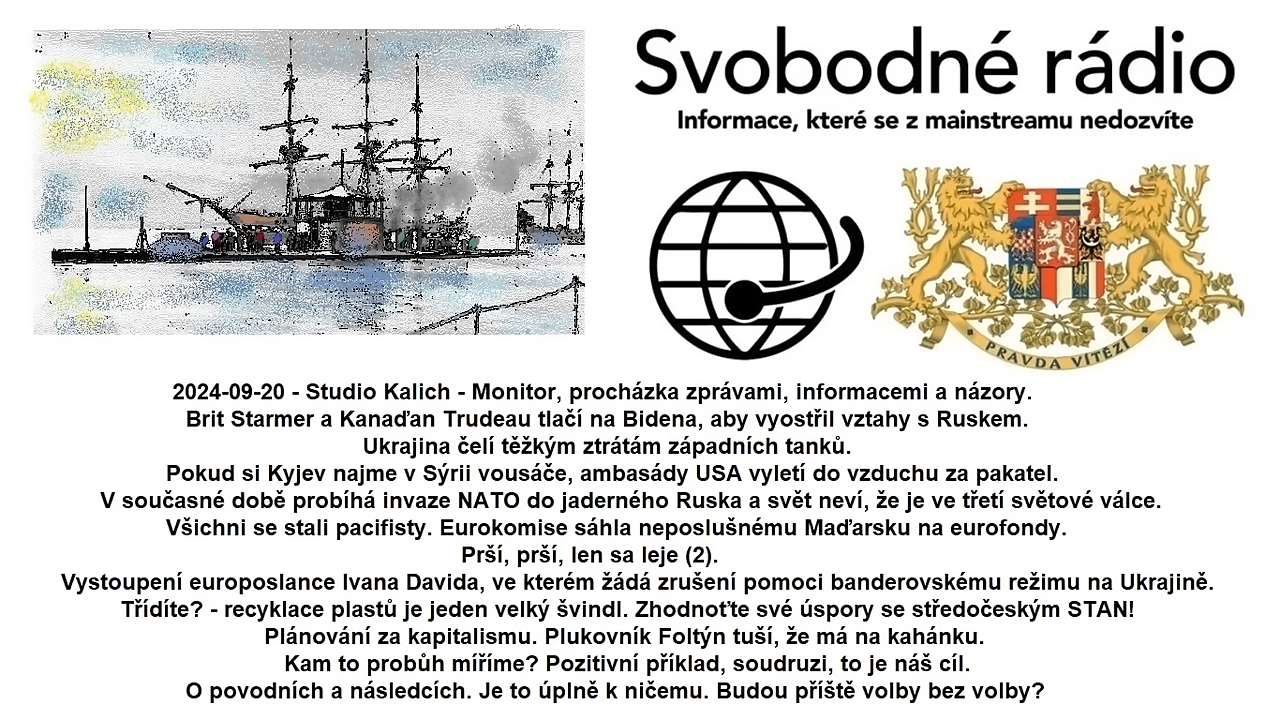 Svobodné rádio
Informace, které se z mainstreamu nedozvíte
PRAVDA VÍTĚZÍ
2024-09-20 - Studio Kalich - Monitor, procházka zprávami, informacemi a názory.
Brit Starmer a Kanaďan Trudeau tlačí na Bidena, aby vyostřil vztahy s Ruskem.
Ukrajina čelí těžkým ztrátám západních tanků.
Pokud si Kyjev najme v Sýrii vousáče, ambasády USA vyletí do vzduchu za pakatel.
V současné době probíhá invaze NATO do jaderného Ruska a svět neví, že je ve třetí světové válce.
Všichni se stali pacifisty. Eurokomise sáhla neposlušnému Maďarsku na eurofondy.
Prší, prší, len sa leje (2).
Vystoupení europoslance Ivana Davida, ve kterém žádá zrušení pomoci banderovskému režimu na Ukrajině.
Třídíte? - recyklace plastů je jeden velký švindl. Zhodnoťte své úspory se středočeským STAN!
Plánování za kapitalismu. Plukovník Foltýn tuší, že má na kahánku.
Kam to probůh míříme? Pozitivní příklad, soudruzi, to je náš cíl.
O povodních a následcích. Je to úplně k ničemu. Budou příště volby bez volby?